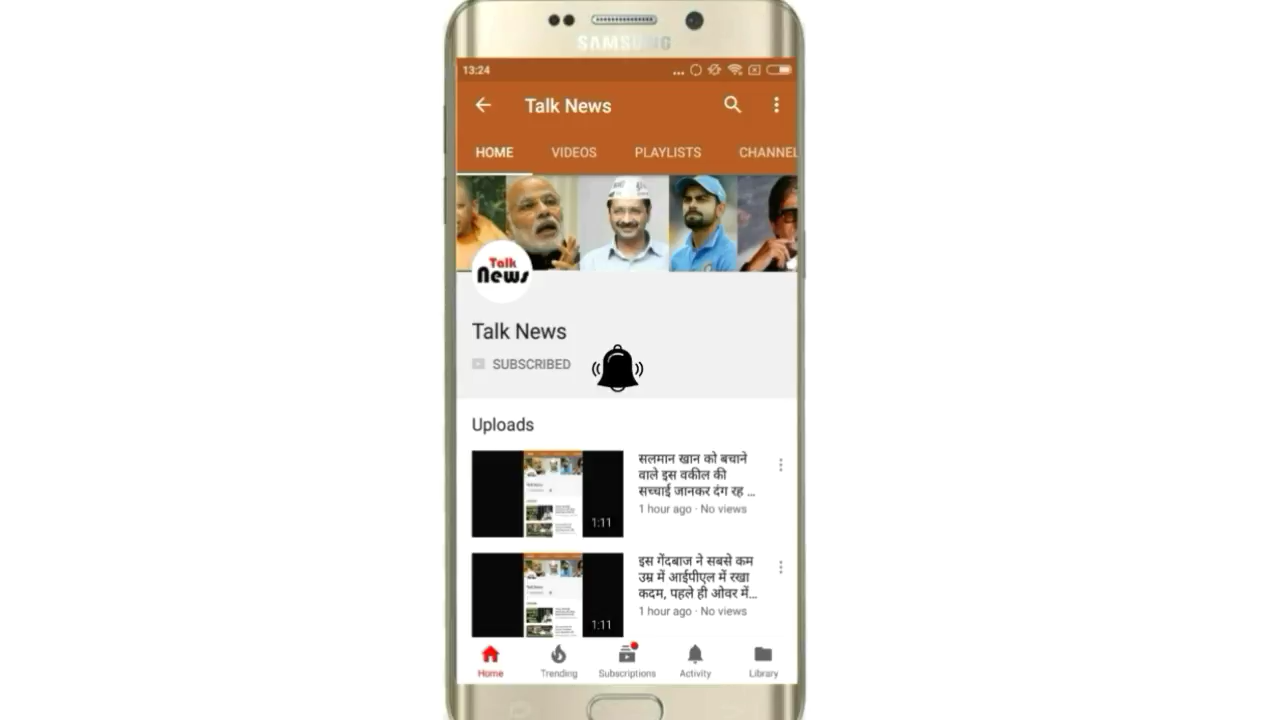 SAMSUNG
13:24
Talk News
HOME VIDEOS PLAYLISTS CHANNEL
Talk
News
Talk News
SUBSCRIBED
Uploads
सलमान खान को बचाने
वाले इस वकील की
सच्चाई जानकर दंग रह ...
1 hour ago · No views
1:11
इस गेंदबाज ने सबसे कम
उम्र में आईपीएल में रखा
कदम, पहले ही ओवर में...
1 hour ago · No views
1:11
Home Trending Subscriptions Activity Library